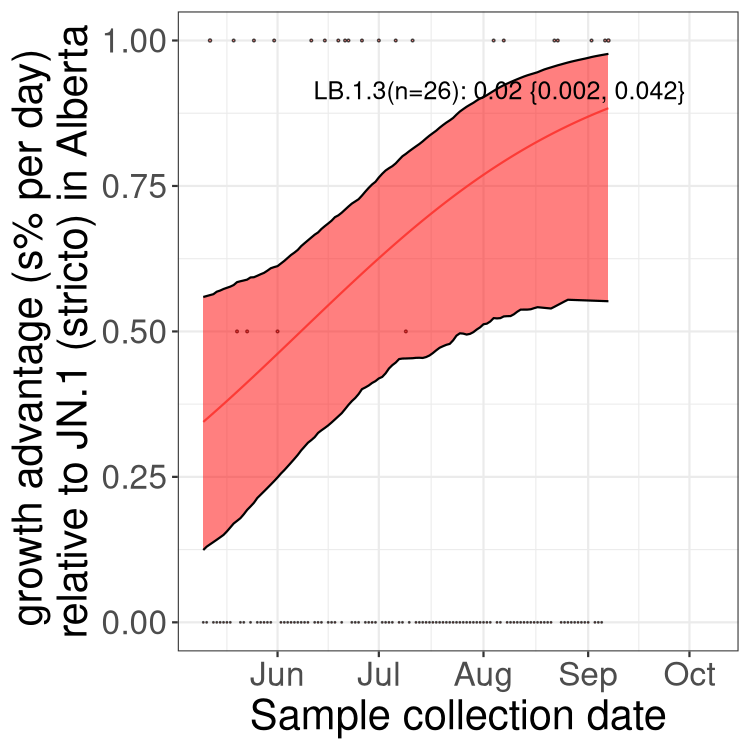 growth advantage (s% per day)
relative to JN.1 (stricto) in Alberta
1.00
0.75
0.50
0.25
0.00
LB.1.3(n=26): 0.02 {0.002, 0.042}
Jun Jul Aug Sep Oct
Sample collection date